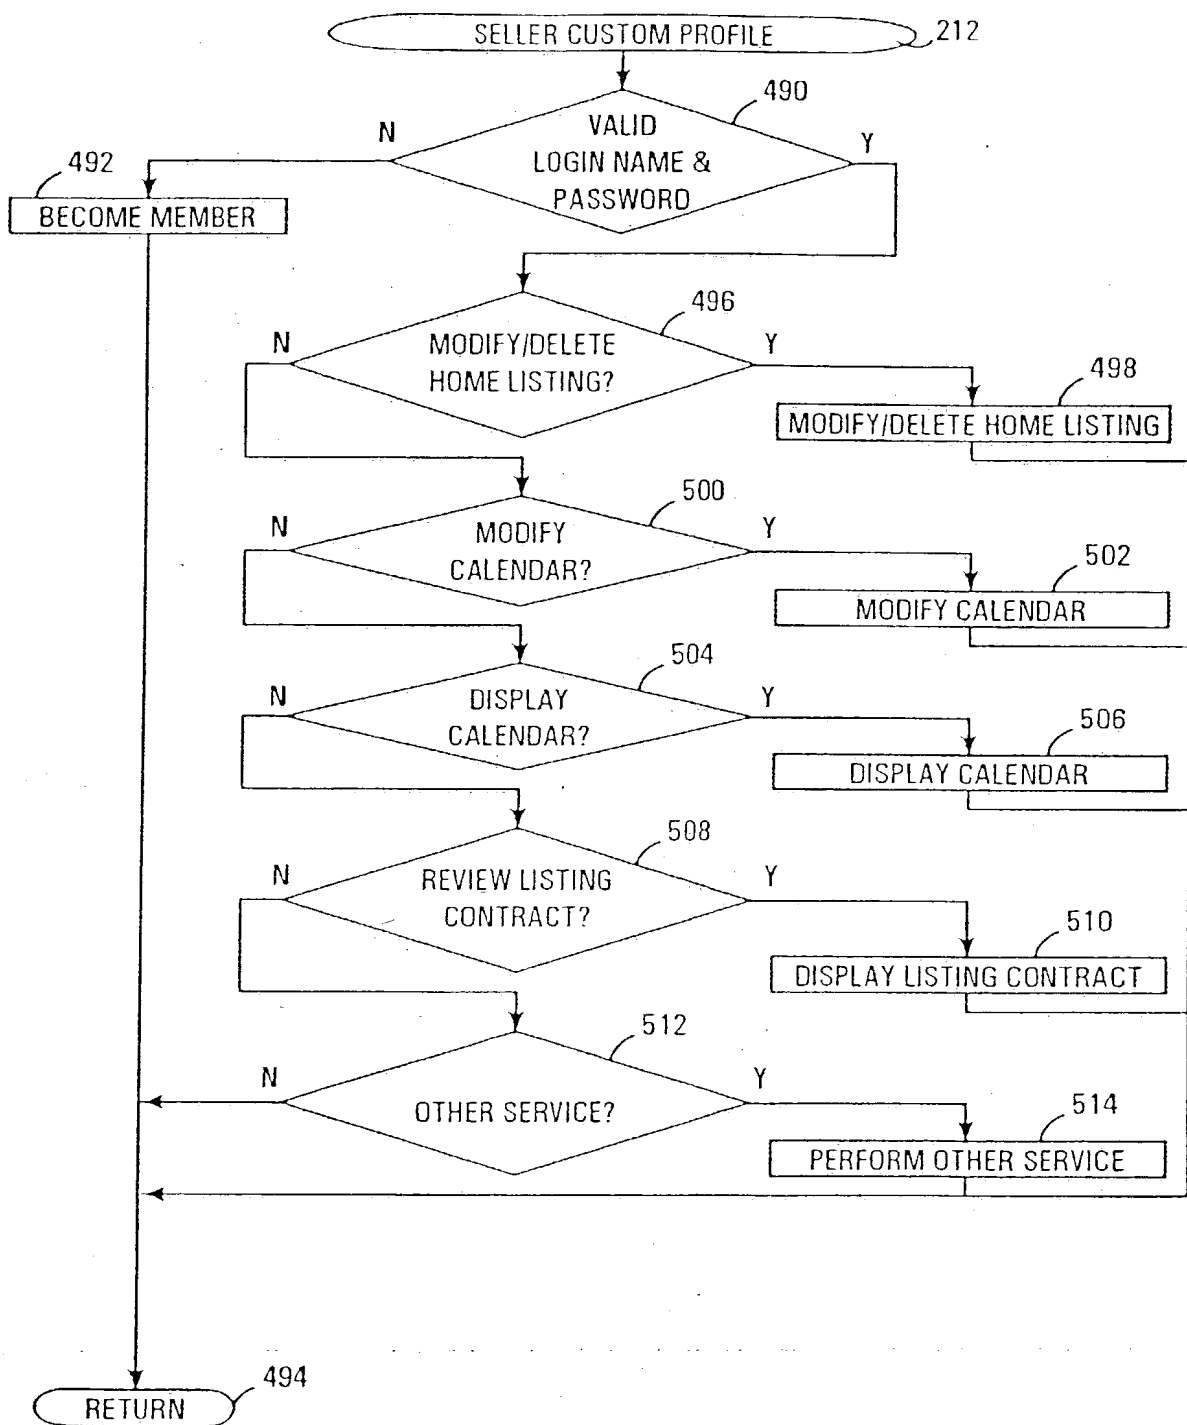 SELLER CUSTOM PROFILE
212
490
N
VALID
LOGIN NAME &
PASSWORD
Y
492
BECOME MEMBER
496
N
MODIFY/DELETE
HOME LISTING?
Y
498
MODIFY/DELETE HOME LISTING
500
N
MODIFY
CALENDAR?
Y
502
MODIFY CALENDAR
504
N
DISPLAY
CALENDAR?
Y
506
DISPLAY CALENDAR
508
N
REVIEW LISTING
CONTRACT?
Y
510
DISPLAY LISTING CONTRACT
512
N
OTHER SERVICE?
Y
514
PERFORM OTHER SERVICE
494
RETURN